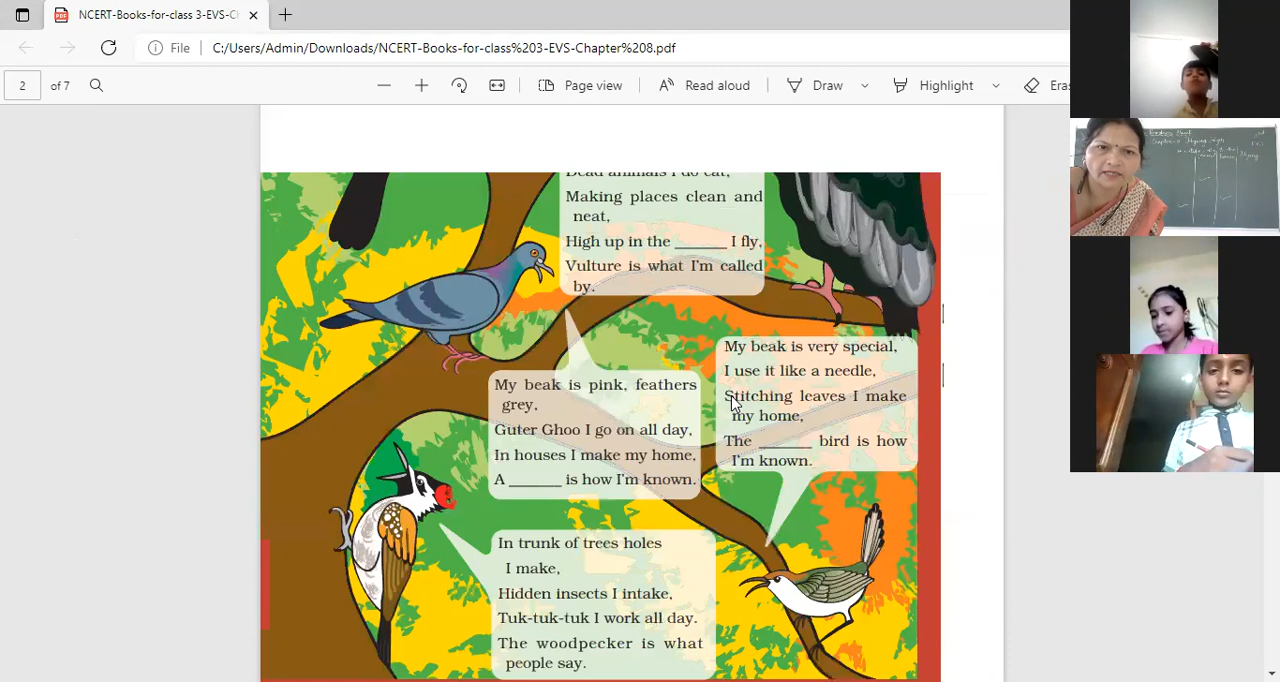 NCERT-Books-for-class 3-EVS-Ch
File
C:/Users/Admin/Downloads/NCERT-Books-for-class%203-EVS-Chapter%208.pdf
2 of 7
Page view
Read aloud
Draw
Highlight
Dead animals I do eat,
Making places clean and
neat,
High up in the ______ I fly,
Vulture is what I'm called
by.
My beak is very special,
I use it like a needle,
Stitching leaves I make
my home,
The ______ bird is how
I'm known.
My beak is pink, feathers
grey,
Guter Ghoo I go on all day,
In houses I make my home,
A ______ is how I'm known.
In trunk of trees holes
I make,
Hidden insects I intake,
Tuk-tuk-tuk I work all day.
The woodpecker is what
people say.